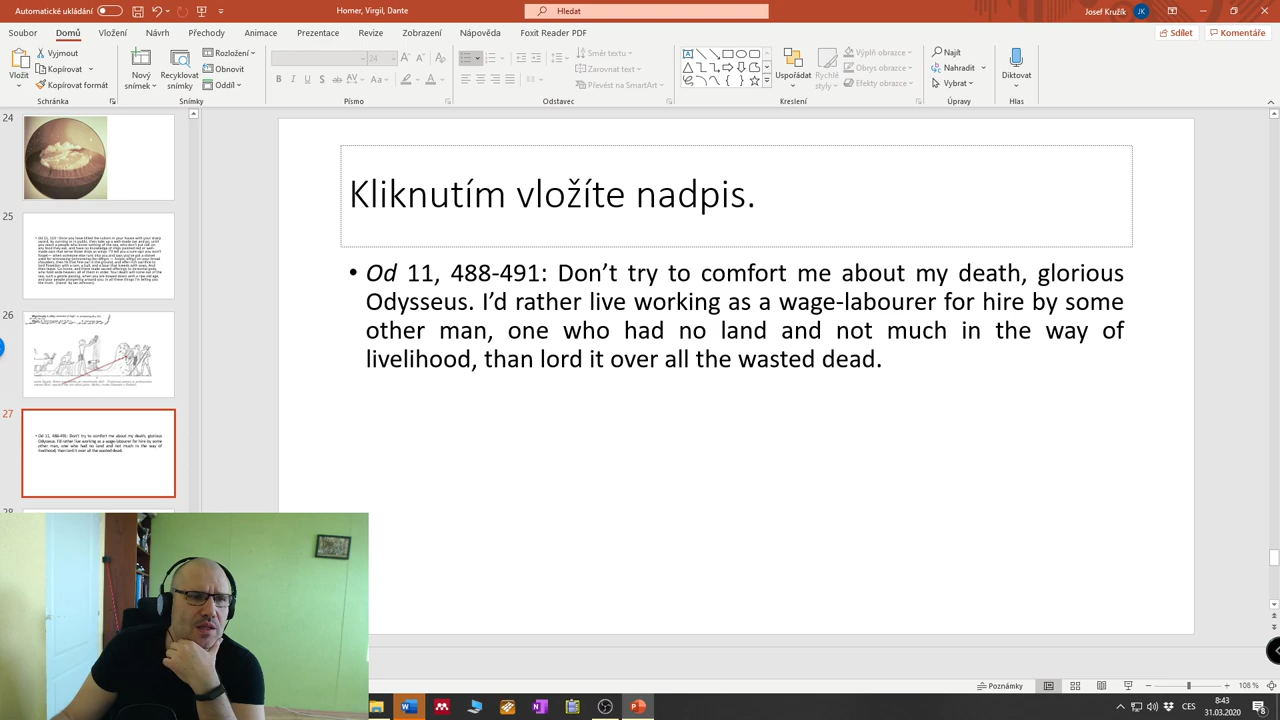 Automatické ukládání
Homer, Virgil, Dante
Hledat
Josef Kružík
JK
Soubor Domů Vložení Návrh Přechody Animace Prezentace Revize Zobrazení Nápověda Foxit Reader PDF
Sdílet
Komentáře
Vložit
Vyjmout
Kopírovat
Kopírovat formát
Schránka
Nový
snímek
Recyklovat
snímky
Rozložení
Obnovit
Oddíl
Snímky
24
Písmo
Směr textu
Zarovnat text
Převést na SmartArt
Odstavec
Uspořádat
Rychlé
styly
Výplň obrazce
Obrys obrazce
Efekty obrazce
Kreslení
Najít
Nahradit
Vybrat
Úpravy
Diktovat
Hlas
24
25
26
27
28
Kliknutím vložíte nadpis.
• Od 11, 488-491: Don’t try to comfort me about my death, glorious
Odysseus. I’d rather live working as a wage-labourer for hire by some
other man, one who had no land and not much in the way of
livelihood, than lord it over all the wasted dead.
Poznámky
108 %
CES
8:43
31.03.2020